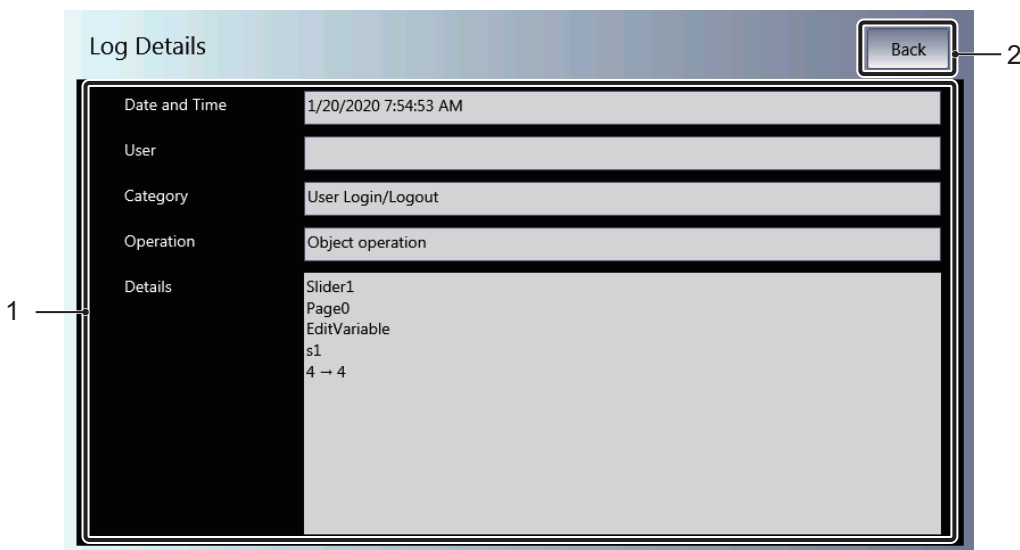 Log Details
Back
2
Date and Time
1/20/2020 7:54:53 AM
User
Category
User Login/Logout
Operation
Object operation
Details
Slider1
Page0
EditVariable
s1
4 → 4
1